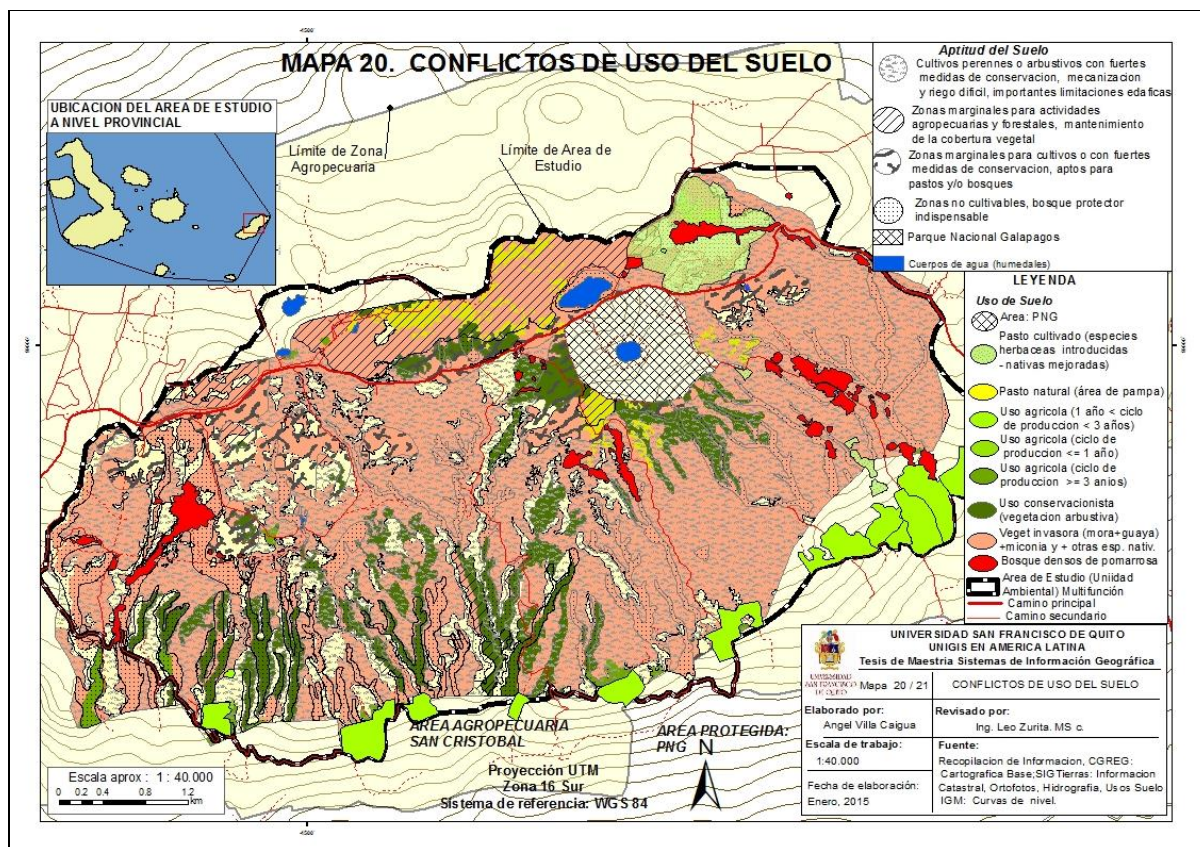 MAPA 20. CONFLICTOS DE USO DEL SUELO
UBICACION DEL AREA DE ESTUDIO
A NIVEL PROVINCIAL
Límite de Zona
Agropecuaria
Límite de Area de
Estudio
Aptitud del Suelo
Cultivos perennes o arbustivos con fuertes
medidas de conservacion, mecanizacion
y riego dificil, importantes limitaciones edaficas
Zonas marginales para actividades
agropecuarias y forestales, mantenimiento
de la cobertura vegetal
Zonas marginales para cultivos o con fuertes
medidas de conservacion, aptos para
pastos y/o bosques
Zonas no cultivables, bosque protector
indispensable
Parque Nacional Galapagos
Cuerpos de agua (humedales)
LEYENDA
Uso de Suelo
Area: PNG
Pasto cultivado (especies
herbaceas introducidas
- nativas mejoradas)
Pasto natural (área de pampa)
Uso agricola (1 año < ciclo
de produccion < 3 años)
Uso agricola (ciclo de
produccion <= 1 año)
Uso agricola (ciclo de
produccion >= 3 anios)
Uso conservacionista
(vegetacion arbustiva)
Veget invasora (mora+guaya)
+miconia y + otras esp. nativ.
Bosque densos de pomarrosa
Area de Estudio (Uniidad
Ambiental) Multifunción
Camino principal
Camino secundario
AREA AGROPECUARIA
SAN CRISTOBAL
AREA PROTEGIDA:
PNG
N
Proyección UTM
Zona 16 Sur
Sistema de referencia: WGS 84
Escala aprox : 1 : 40.000
0 0.2 0.4 0.8 1.2
km
UNIVERSIDAD SAN FRANCISCO DE QUITO
UNIGIS EN AMERICA LATINA
Tesis de Maestria Sistemas de Información Geográfica
UNIVERSIDAD
SAN FRANCISCO
DE QUITO
Mapa 20 / 21
CONFLICTOS DE USO DEL SUELO
Elaborado por:
Angel Villa Caigua
Revisado por:
Ing. Leo Zurita. MS c.
Escala de trabajo:
1:40.000
Fecha de elaboración:
Enero, 2015
Fuente:
Recopilacion de Informacion, CGREG:
Cartografica Base;SIGTierras: Informacion
Catastral, Ortofotos, Hidrografia, Usos Suelo
IGM: Curvas de nivel.